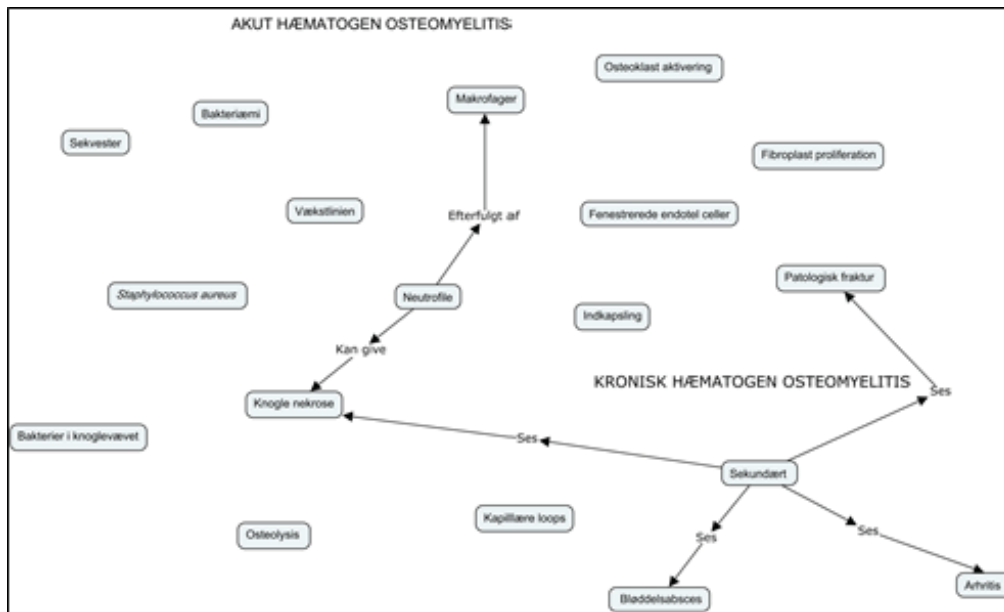 AKUT HÆMATOGEN OSTEOMYELITIS:
Osteoklast aktivering
Makrofager
Bakteriæmi
Sekvester
Fibroplast proliferation
Vækstlinien
Efterfulgt af
Fenestrerede endotel celler
Patologisk fraktur
Staphylococcus aureus
Neutrofile
Indkapsling
Kan give
KRONISK HÆMATOGEN OSTEOMYELITIS
Ses
Knogle nekrose
Bakterier i knoglevævet
Ses
Sekundært
Kapillære loops
Osteolysis
Ses
Ses
Arhritis
Bløddelsabsces